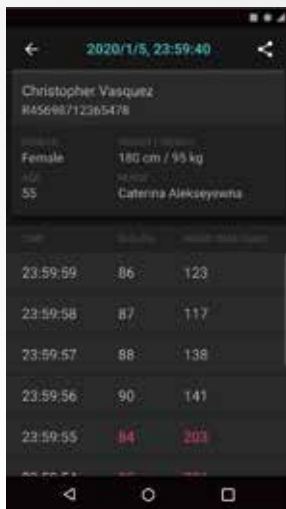 2020/1/5, 23:59:40
Christopher Vasquez
R45698712365478
Female 180 cm / 95 kg
AGE
55 Caterina Alekseyewna
23:59:59 86 123
23:59:58 87 117
23:59:57 88 138
23:59:56 90 141
23:59:55 84 203